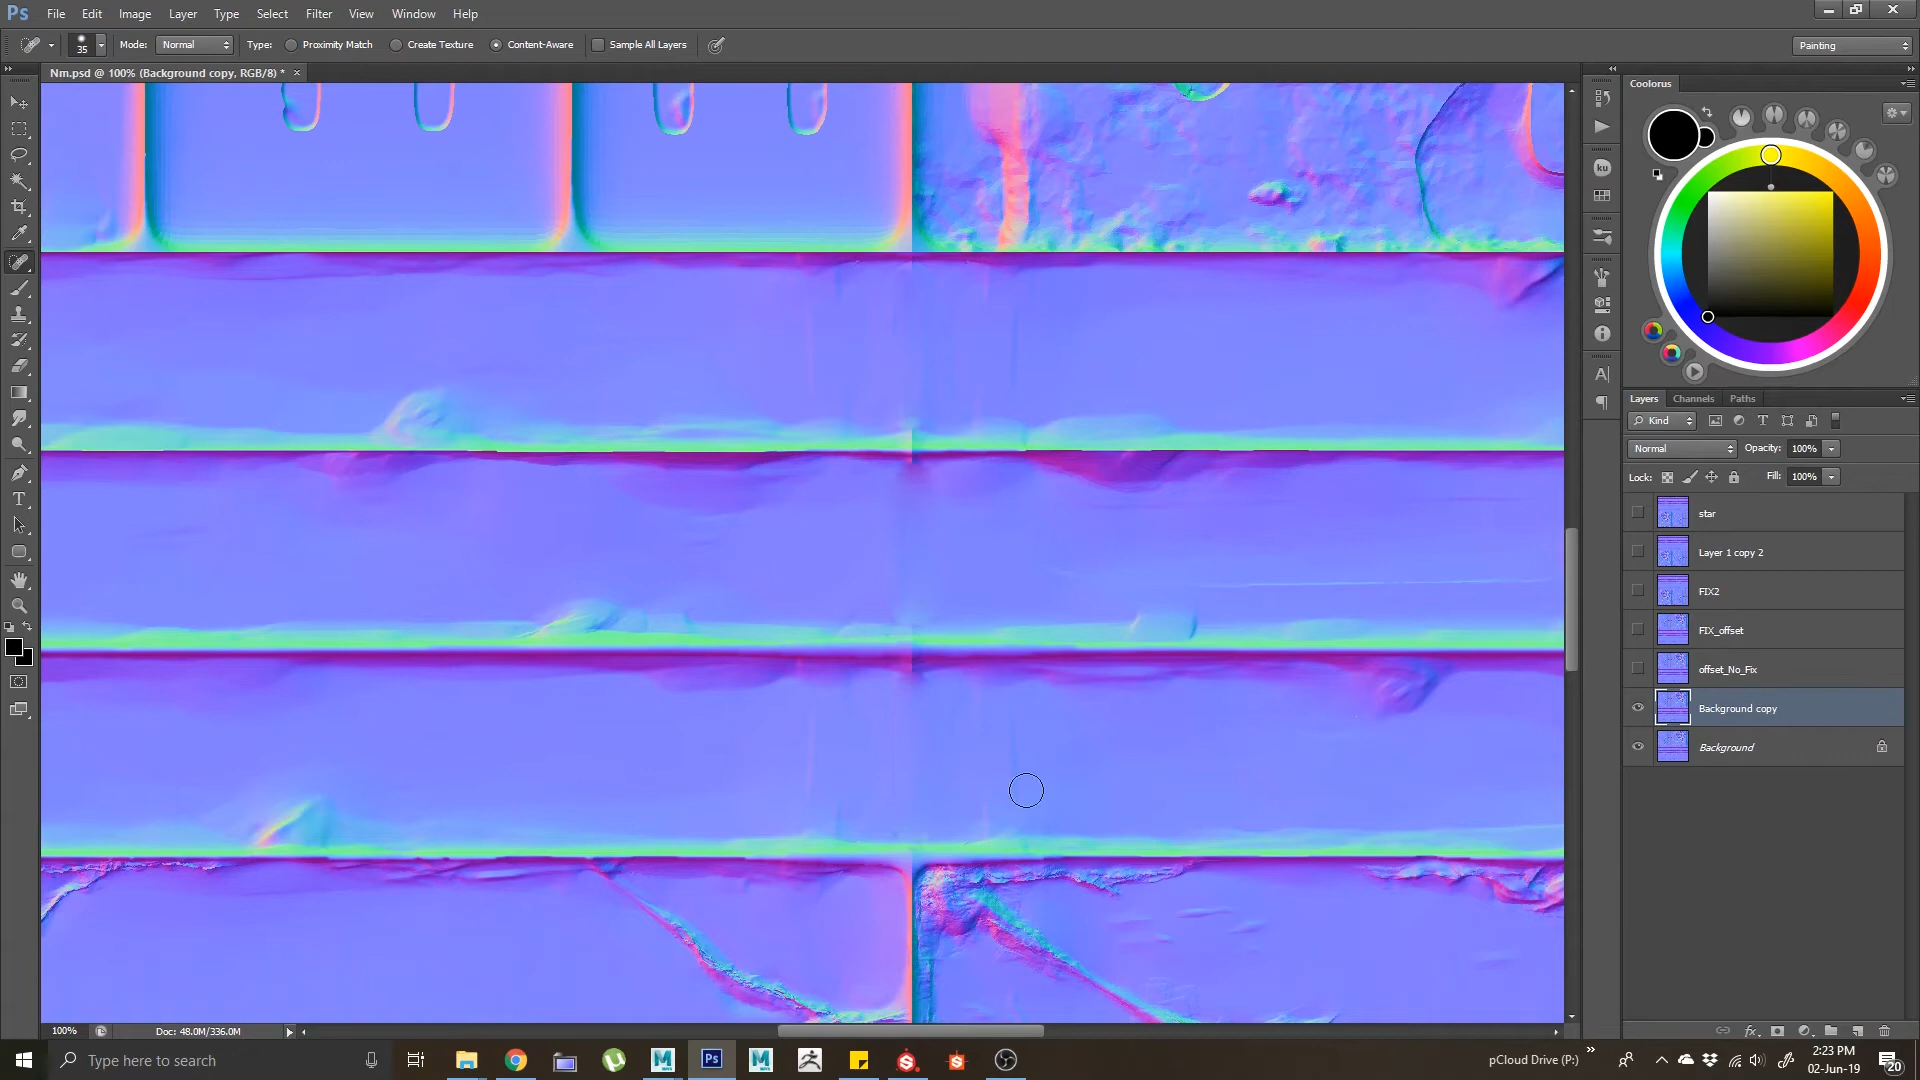 Ps File Edit Image Layer Type Select Filter View Window Help
35 Mode: Normal Type: Proximity Match Create Texture Content-Aware Sample All Layers Painting
Nm.psd @ 100% (Background copy, RGB/8) * ×
Coolorus
ku
Layers Channels Paths
Kind
Normal Opacity: 100%
Lock: Fill: 100%
star
Layer 1 copy 2
FIX2
FIX_offset
offset_No_Fix
Background copy
Background
100% Doc: 48.0M/336.0M
Type here to search
Ps
pCloud Drive (P:)
2:23 PM
02-Jun-19
20